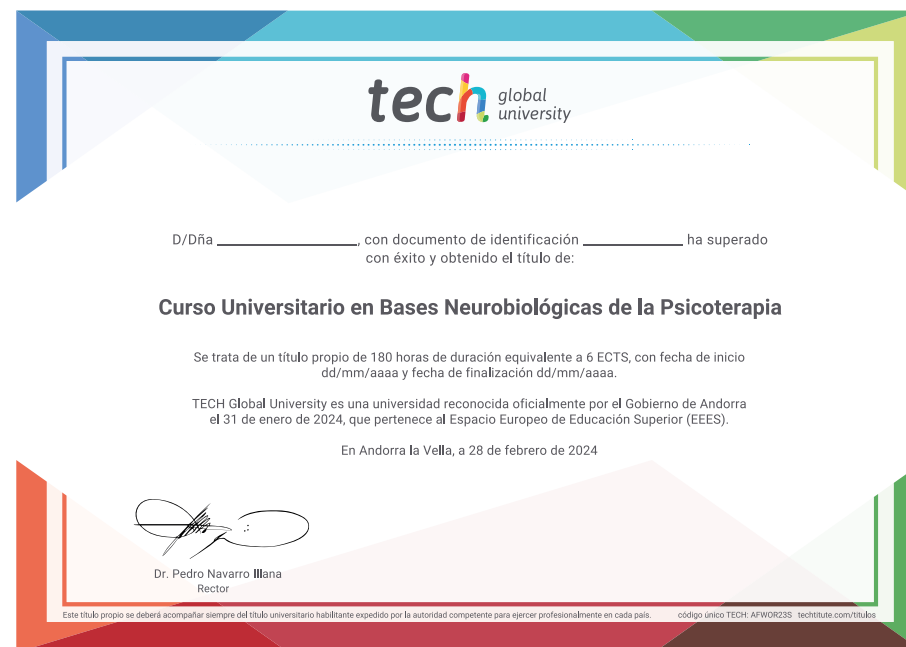 tech global university
D/Dña ____________, con documento de identificación ____________ ha superado
con éxito y obtenido el título de:
Curso Universitario en Bases Neurobiológicas de la Psicoterapia
Se trata de un título propio de 180 horas de duración equivalente a 6 ECTS, con fecha de inicio
dd/mm/aaaa y fecha de finalización dd/mm/aaaa.
TECH Global University es una universidad reconocida oficialmente por el Gobierno de Andorra
el 31 de enero de 2024, que pertenece al Espacio Europeo de Educación Superior (EEES).
En Andorra la Vella, a 28 de febrero de 2024
Dr. Pedro Navarro Illana
Rector
Este título propio se deberá acompañar siempre del título universitario habilitante expedido por la autoridad competente para ejercer profesionalmente en cada país. código único TECH: AFWOR23S techtitute.com/titulos